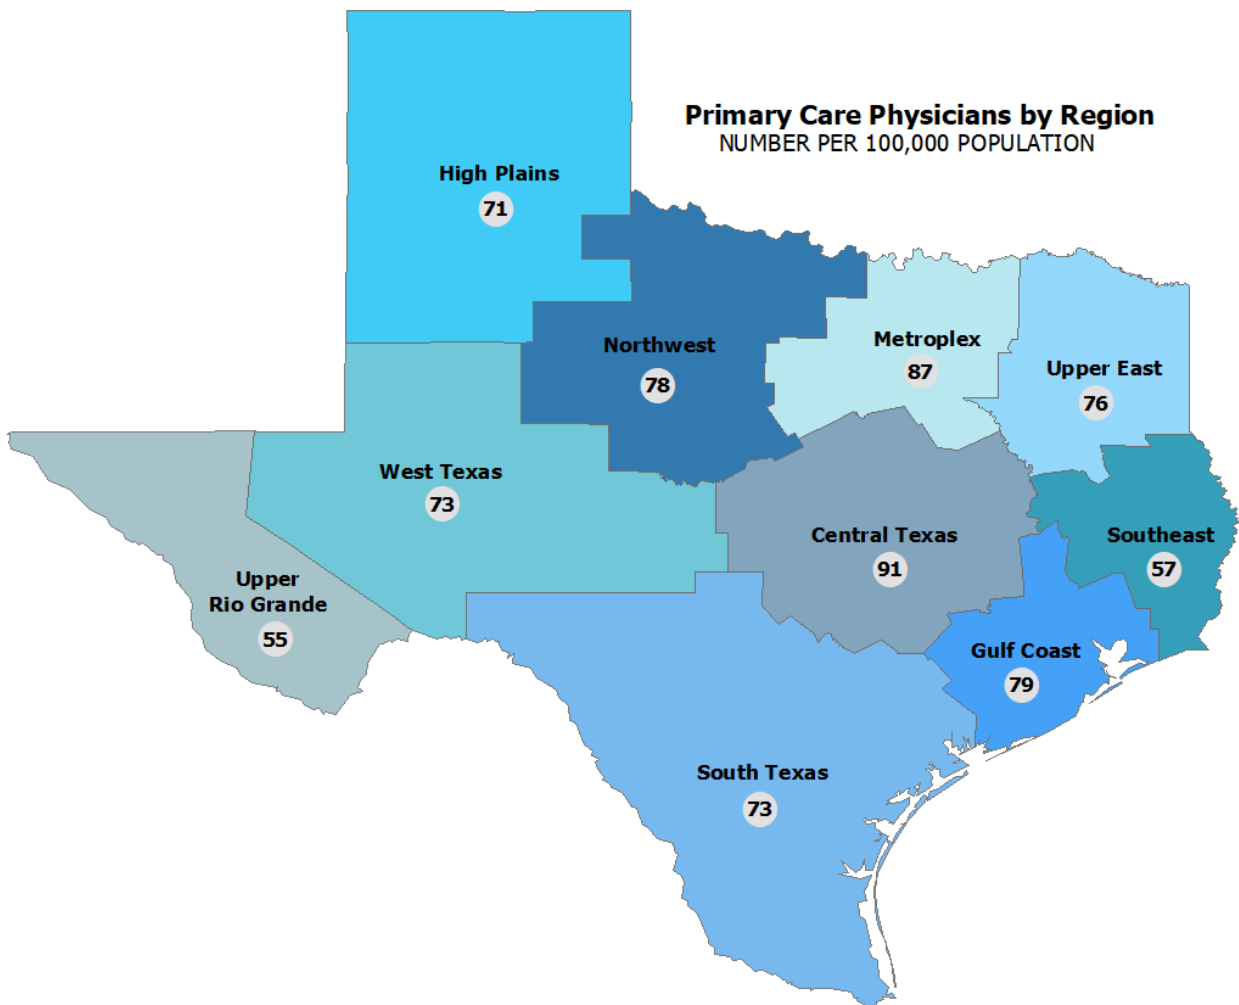 Primary Care Physicians by Region
NUMBER PER 100,000 POPULATION
High Plains
71
Northwest
78
Metroplex
87
Upper East
76
West Texas
73
Central Texas
91
Southeast
57
Upper
Rio Grande
55
Gulf Coast
79
South Texas
73